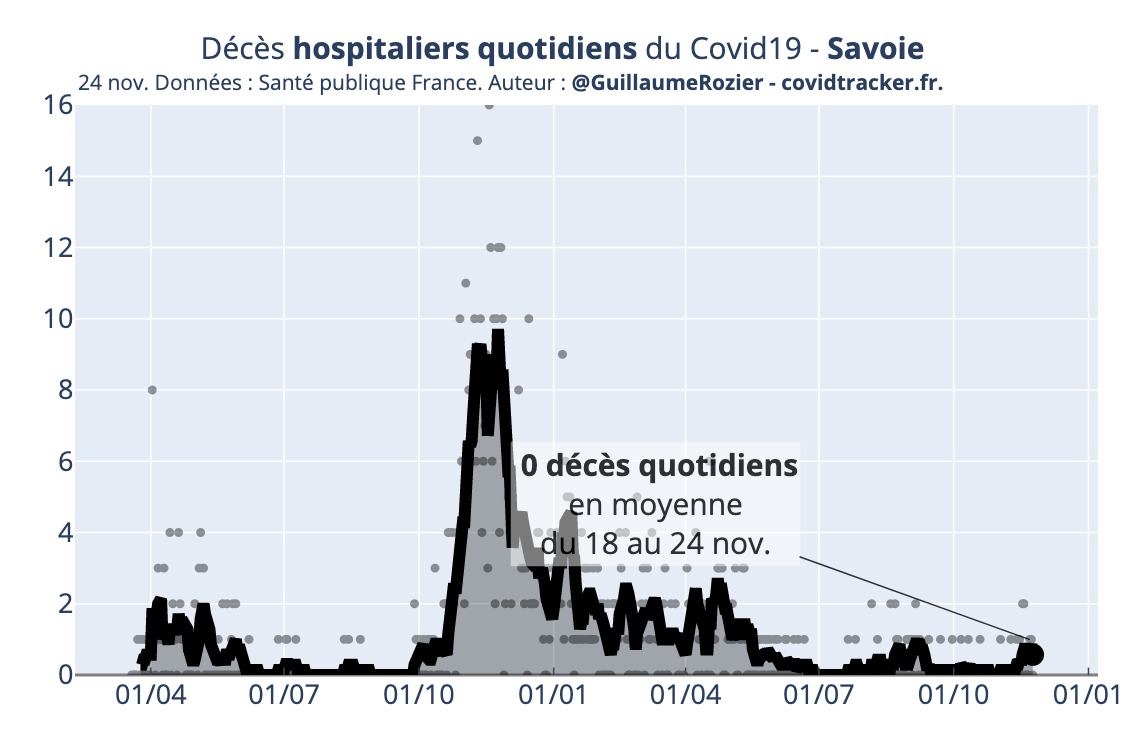 Décès hospitaliers quotidiens du Covid19 - Savoie
24 nov. Données : Santé publique France. Auteur : @GuillaumeRozier - covidtracker.fr.
16
14
12
10
8
6
4
2
0
0 décès quotidiens
en moyenne
du 18 au 24 nov.
01/04 01/07 01/10 01/01 01/04 01/07 01/10 01/01